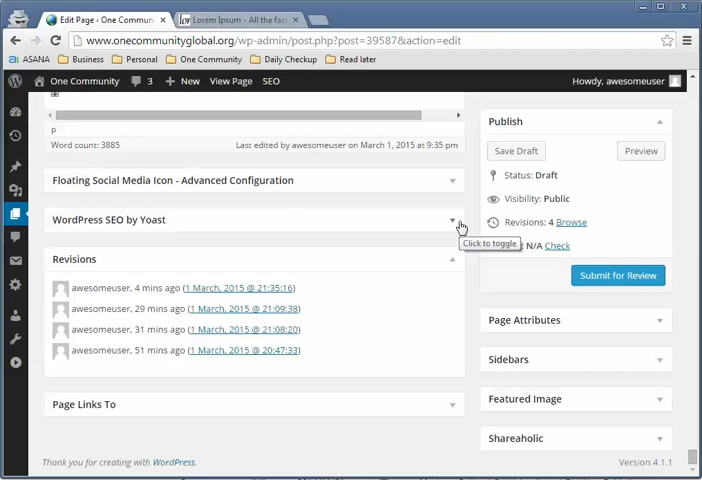 Edit Page ‹ One Commun
Lorem Ipsum - All the fac
www.onecommunityglobal.org/wp-admin/post.php?post=39587&action=edit
ASANA Business Personal One Community Daily Checkup Read later
One Community 3 New View Page SEO Howdy, awesomeuser
p
Word count: 3885 Last edited by awesomeuser on March 1, 2015 at 9:35 pm
Floating Social Media Icon - Advanced Configuration
WordPress SEO by Yoast
Click to toggle
Revisions
awesomeuser, 4 mins ago (1 March, 2015 @ 21:35:16)
awesomeuser, 29 mins ago (1 March, 2015 @ 21:09:38)
awesomeuser, 31 mins ago (1 March, 2015 @ 21:08:20)
awesomeuser, 51 mins ago (1 March, 2015 @ 20:47:33)
Page Links To
Publish
Save Draft Preview
Status: Draft
Visibility: Public
Revisions: 4 Browse
N/A Check
Submit for Review
Page Attributes
Sidebars
Featured Image
Shareaholic
Thank you for creating with WordPress. Version 4.1.1